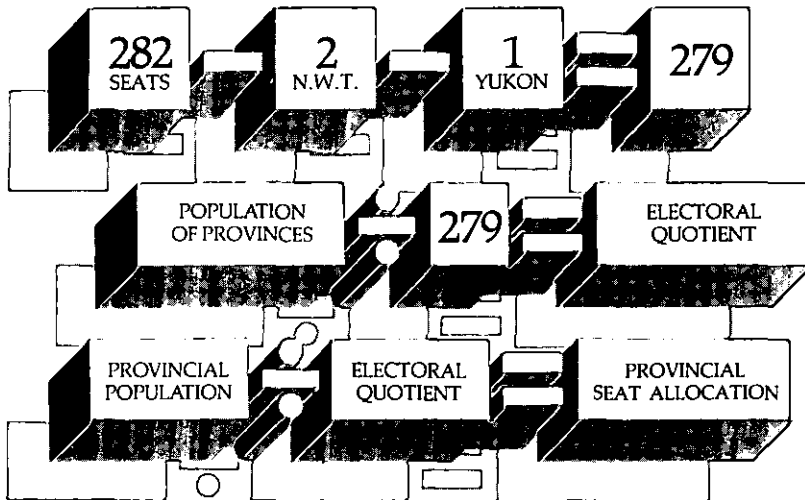 282
SEATS
2
N.W.T.
1
YUKON
279
POPULATION
OF PROVINCES
279
ELECTORAL
QUOTIENT
PROVINCIAL
POPULATION
ELECTORAL
QUOTIENT
PROVINCIAL
SEAT ALLOCATION